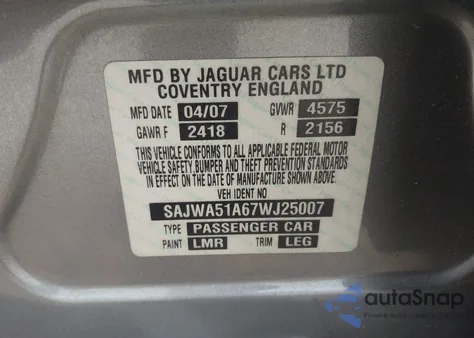 MFD BY JAGUAR CARS LTD
COVENTRY ENGLAND
MFD DATE 04/07 GVWR 4575
GAWR F 2418 R 2156
THIS VEHICLE CONFORMS TO ALL APPLICABLE FEDERAL MOTOR
VEHICLE SAFETY, BUMPER AND THEFT PREVENTION STANDARDS
IN EFFECT ON THE DATE OF MANUFACTURE SHOWN ABOVE
VEH IDENT NO
SAJWA51A67WJ25007
TYPE PASSENGER CAR
PAINT LMR TRIM LEG
autoSnap